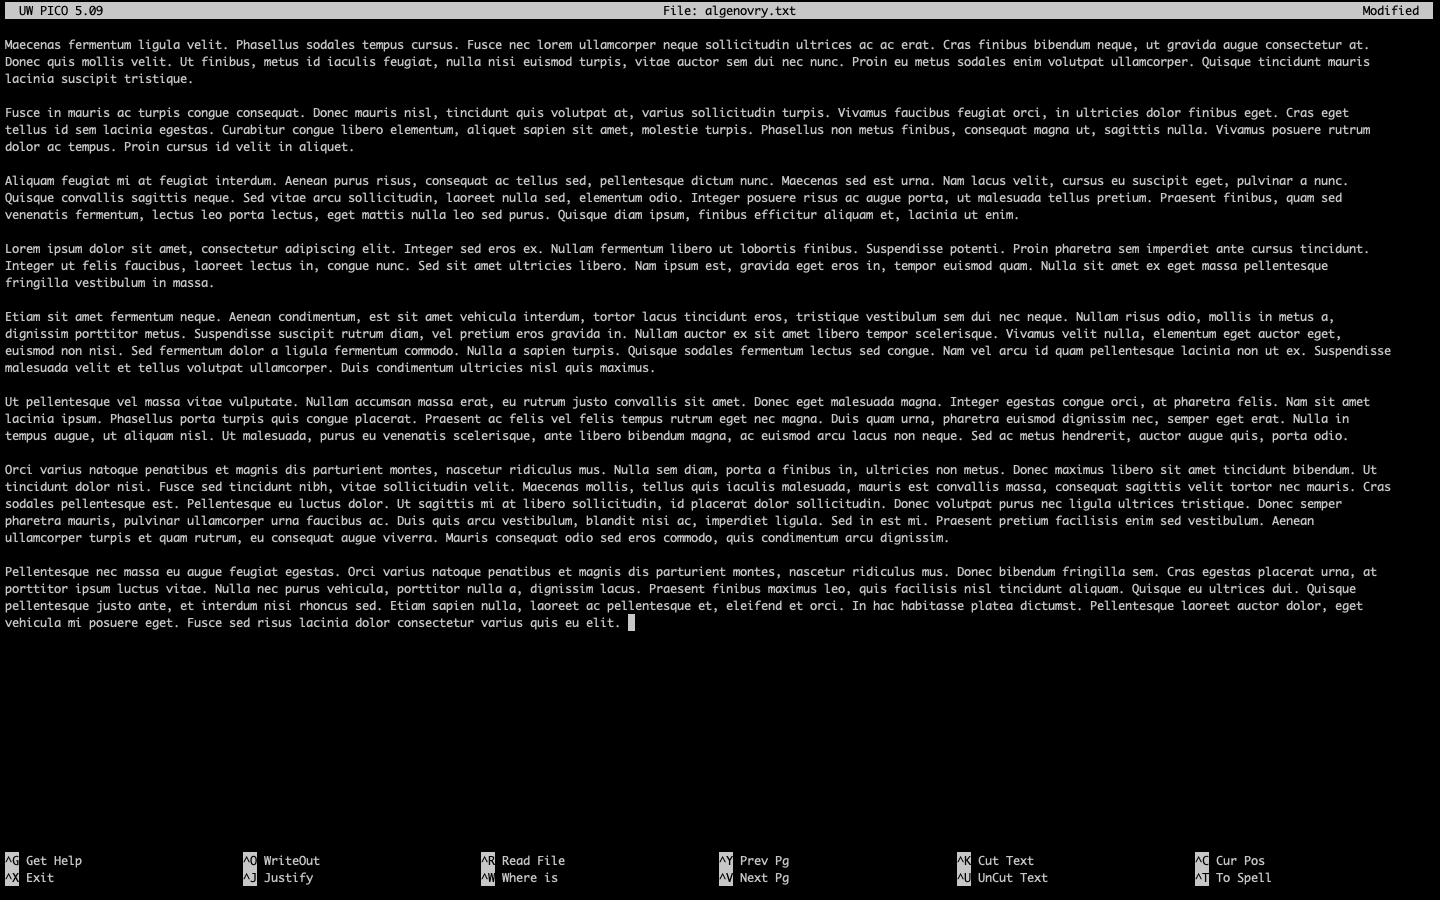 UW PICO 5.09 File: algenovry.txt Modified
Maecenas fermentum ligula velit. Phasellus sodales tempus cursus. Fusce nec lorem ullamcorper neque sollicitudin ultrices ac ac erat. Cras finibus bibendum neque, ut gravida augue consectetur at.
Donec quis mollis velit. Ut finibus, metus id iaculis feugiat, nulla nisi euismod turpis, vitae auctor sem dui nec nunc. Proin eu metus sodales enim volutpat ullamcorper. Quisque tincidunt mauris
lacinia suscipit tristique.
Fusce in mauris ac turpis congue consequat. Donec mauris nisl, tincidunt quis volutpat at, varius sollicitudin turpis. Vivamus faucibus feugiat orci, in ultricies dolor finibus eget. Cras eget
tellus id sem lacinia egestas. Curabitur congue libero elementum, aliquet sapien sit amet, molestie turpis. Phasellus non metus finibus, consequat magna ut, sagittis nulla. Vivamus posuere rutrum
dolor ac tempus. Proin cursus id velit in aliquet.
Aliquam feugiat mi at feugiat interdum. Aenean purus risus, consequat ac tellus sed, pellentesque dictum nunc. Maecenas sed est urna. Nam lacus velit, cursus eu suscipit eget, pulvinar a nunc.
Quisque convallis sagittis neque. Sed vitae arcu sollicitudin, laoreet nulla sed, elementum odio. Integer posuere risus ac augue porta, ut malesuada tellus pretium. Praesent finibus, quam sed
venenatis fermentum, lectus leo porta lectus, eget mattis nulla leo sed purus. Quisque diam ipsum, finibus efficitur aliquam et, lacinia ut enim.
Lorem ipsum dolor sit amet, consectetur adipiscing elit. Integer sed eros ex. Nullam fermentum libero ut lobortis finibus. Suspendisse potenti. Proin pharetra sem imperdiet ante cursus tincidunt.
Integer ut felis faucibus, laoreet lectus in, congue nunc. Sed sit amet ultricies libero. Nam ipsum est, gravida eget eros in, tempor euismod quam. Nulla sit amet ex eget massa pellentesque
fringilla vestibulum in massa.
Etiam sit amet fermentum neque. Aenean condimentum, est sit amet vehicula interdum, tortor lacus tincidunt eros, tristique vestibulum sem dui nec neque. Nullam risus odio, mollis in metus a,
dignissim porttitor metus. Suspendisse suscipit rutrum diam, vel pretium eros gravida in. Nullam auctor ex sit amet libero tempor scelerisque. Vivamus velit nulla, elementum eget auctor eget,
euismod non nisi. Sed fermentum dolor a ligula fermentum commodo. Nulla a sapien turpis. Quisque sodales fermentum lectus sed congue. Nam vel arcu id quam pellentesque lacinia non ut ex. Suspendisse
malesuada velit et tellus volutpat ullamcorper. Duis condimentum ultricies nisl quis maximus.
Ut pellentesque vel massa vitae vulputate. Nullam accumsan massa erat, eu rutrum justo convallis sit amet. Donec eget malesuada magna. Integer egestas congue orci, at pharetra felis. Nam sit amet
lacinia ipsum. Phasellus porta turpis quis congue placerat. Praesent ac felis vel felis tempus rutrum eget nec magna. Duis quam urna, pharetra euismod dignissim nec, semper eget erat. Nulla in
tempus augue, ut aliquam nisl. Ut malesuada, purus eu venenatis scelerisque, ante libero bibendum magna, ac euismod arcu lacus non neque. Sed ac metus hendrerit, auctor augue quis, porta odio.
Orci varius natoque penatibus et magnis dis parturient montes, nascetur ridiculus mus. Nulla sem diam, porta a finibus in, ultricies non metus. Donec maximus libero sit amet tincidunt bibendum. Ut
tincidunt dolor nisi. Fusce sed tincidunt nibh, vitae sollicitudin velit. Maecenas mollis, tellus quis iaculis malesuada, mauris est convallis massa, consequat sagittis velit tortor nec mauris. Cras
sodales pellentesque est. Pellentesque eu luctus dolor. Ut sagittis mi at libero sollicitudin, id placerat dolor sollicitudin. Donec volutpat purus nec ligula ultrices tristique. Donec semper
pharetra mauris, pulvinar ullamcorper urna faucibus ac. Duis quis arcu vestibulum, blandit nisi ac, imperdiet ligula. Sed in est mi. Praesent pretium facilisis enim sed vestibulum. Aenean
ullamcorper turpis et quam rutrum, eu consequat augue viverra. Mauris consequat odio sed eros commodo, quis condimentum arcu dignissim.
Pellentesque nec massa eu augue feugiat egestas. Orci varius natoque penatibus et magnis dis parturient montes, nascetur ridiculus mus. Donec bibendum fringilla sem. Cras egestas placerat urna, at
porttitor ipsum luctus vitae. Nulla nec purus vehicula, porttitor nulla a, dignissim lacus. Praesent finibus maximus leo, quis facilisis nisl tincidunt aliquam. Quisque eu ultrices dui. Quisque
pellentesque justo ante, et interdum nisi rhoncus sed. Etiam sapien nulla, laoreet ac pellentesque et, eleifend et orci. In hac habitasse platea dictumst. Pellentesque laoreet auctor dolor, eget
vehicula mi posuere eget. Fusce sed risus lacinia dolor consectetur varius quis eu elit.
^G Get Help ^O WriteOut ^R Read File ^Y Prev Pg ^K Cut Text ^C Cur Pos
^X Exit ^J Justify ^W Where is ^V Next Pg ^U UnCut Text ^T To Spell